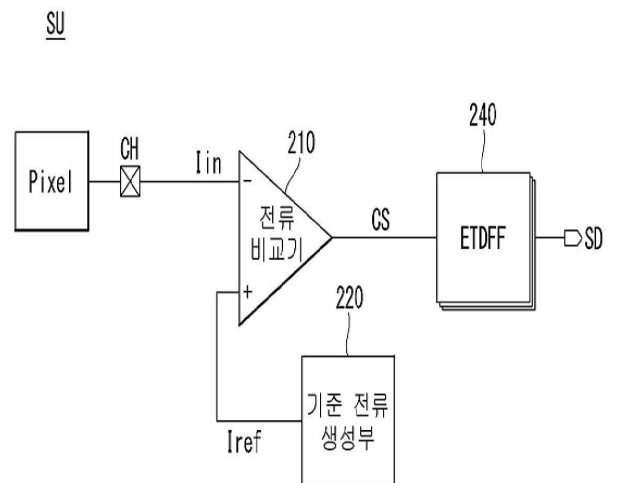 SU
Pixel
CH
Iin
210
-
전류
비교기
+
CS
240
ETDFF
SD
220
기준 전류
생성부
Iref